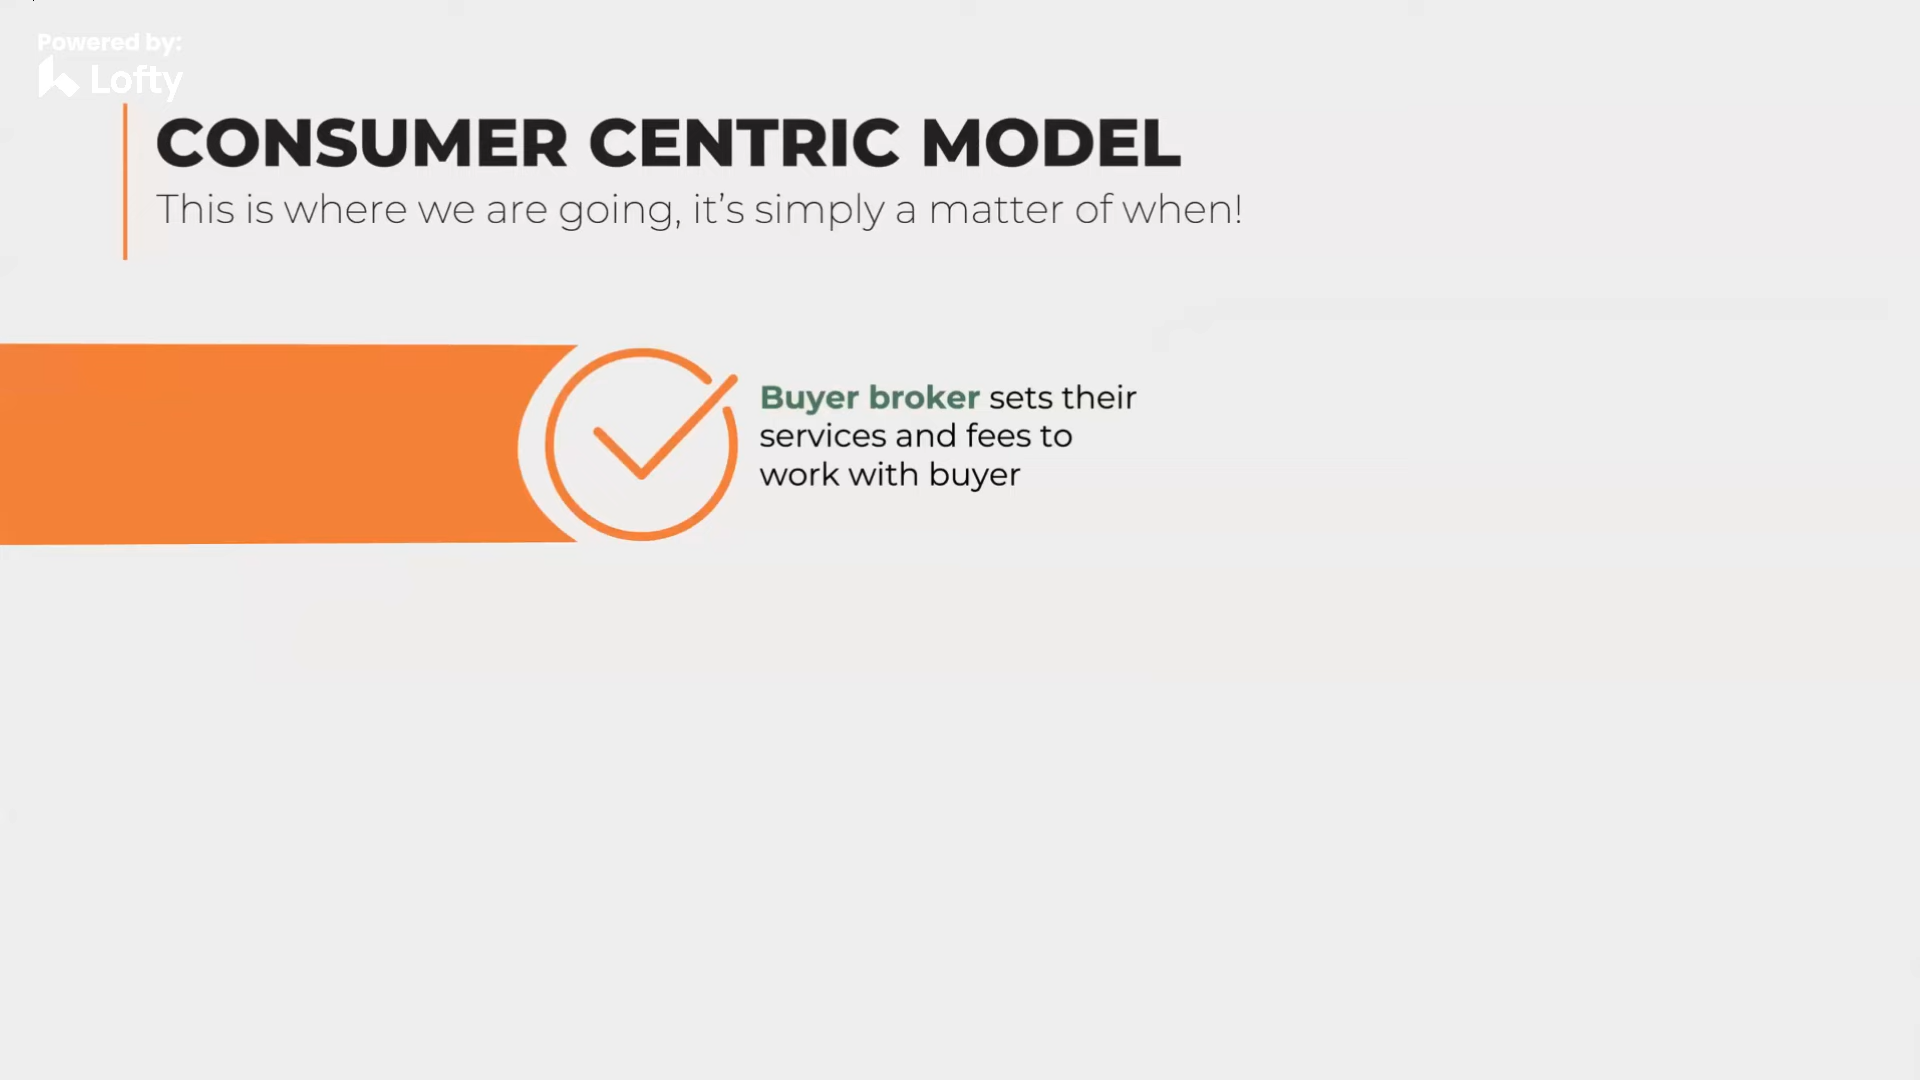 Powered by:
Lofty
CONSUMER CENTRIC MODEL
This is where we are going, it’s simply a matter of when!
Buyer broker sets their
services and fees to
work with buyer